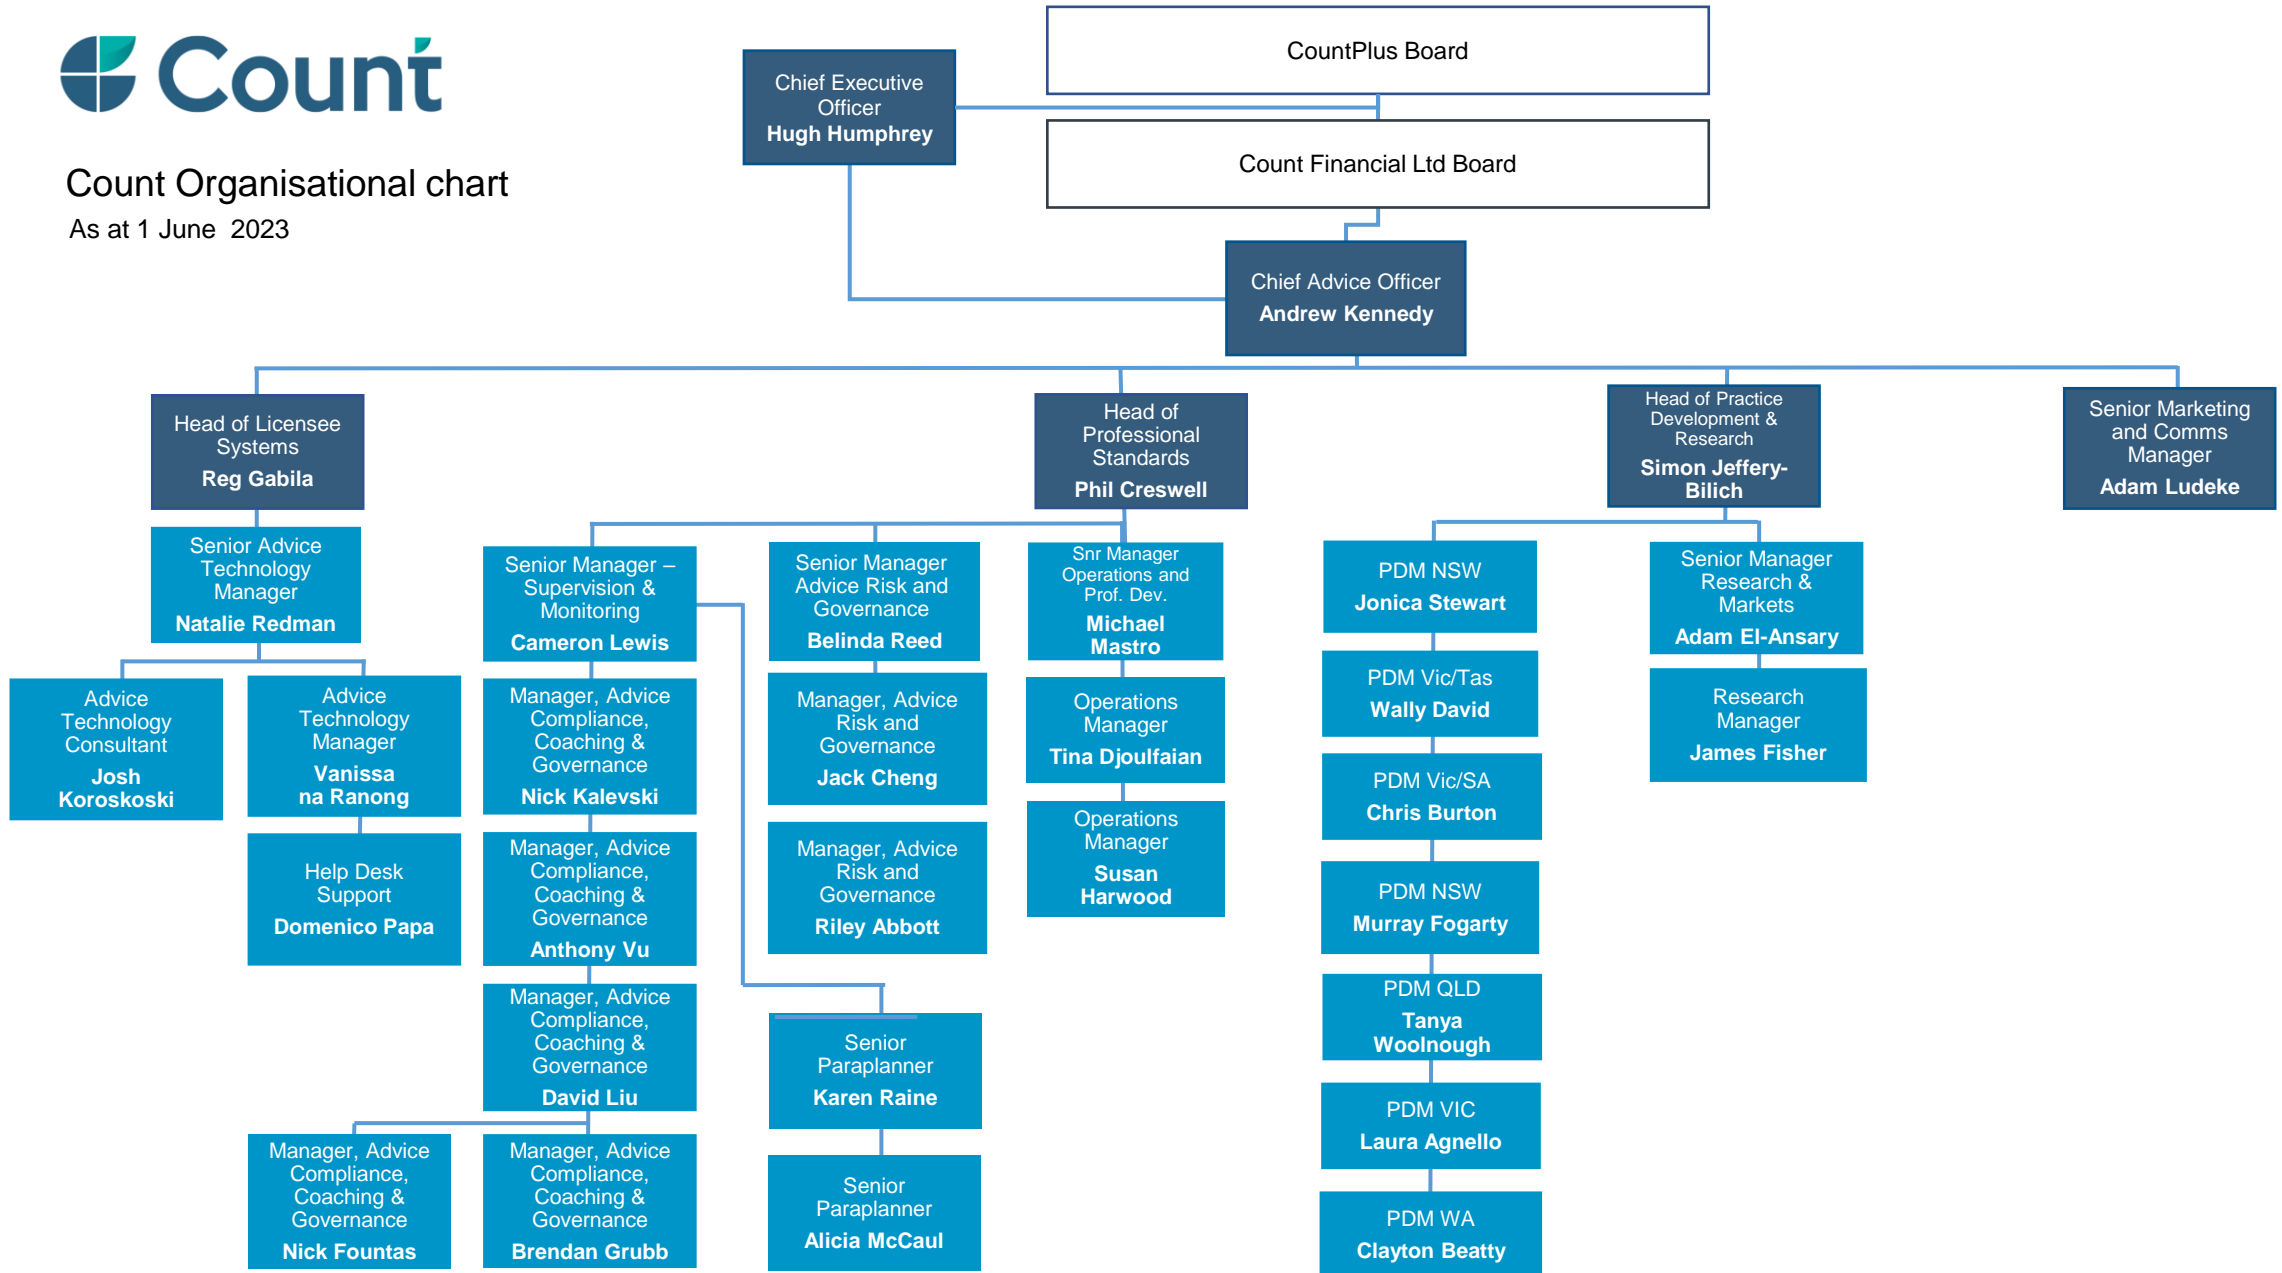 Count
Count Organisational chart
As at 1 June 2023
CountPlus Board
Chief Executive
Officer
Hugh Humphrey
Count Financial Ltd Board
Chief Advice Officer
Andrew Kennedy
Head of Licensee
Systems
Reg Gabila
Head of
Professional
Standards
Phil Creswell
Head of Practice
Development &
Research
Simon Jeffery-
Bilich
Senior Marketing
and Comms
Manager
Adam Ludeke
Senior Advice
Technology
Manager
Natalie Redman
Advice
Technology
Consultant
Josh
Koroskoski
Advice
Technology
Manager
Vanissa
na Ranong
Help Desk
Support
Domenico Papa
Senior Manager –
Supervision &
Monitoring
Cameron Lewis
Manager, Advice
Compliance,
Coaching &
Governance
Nick Kalevski
Manager, Advice
Compliance,
Coaching &
Governance
Anthony Vu
Manager, Advice
Compliance,
Coaching &
Governance
David Liu
Manager, Advice
Compliance,
Coaching &
Governance
Nick Fountas
Manager, Advice
Compliance,
Coaching &
Governance
Brendan Grubb
Senior Manager
Advice Risk and
Governance
Belinda Reed
Manager, Advice
Risk and
Governance
Jack Cheng
Manager, Advice
Risk and
Governance
Riley Abbott
Senior
Paraplanner
Karen Raine
Senior
Paraplanner
Alicia McCaul
Snr Manager
Operations and
Prof. Dev.
Michael
Mastro
Operations
Manager
Tina Djoulfaian
Operations
Manager
Susan
Harwood
PDM NSW
Jonica Stewart
PDM Vic/Tas
Wally David
PDM Vic/SA
Chris Burton
PDM NSW
Murray Fogarty
PDM QLD
Tanya
Woolnough
PDM VIC
Laura Agnello
PDM WA
Clayton Beatty
Senior Manager
Research &
Markets
Adam El-Ansary
Research
Manager
James Fisher